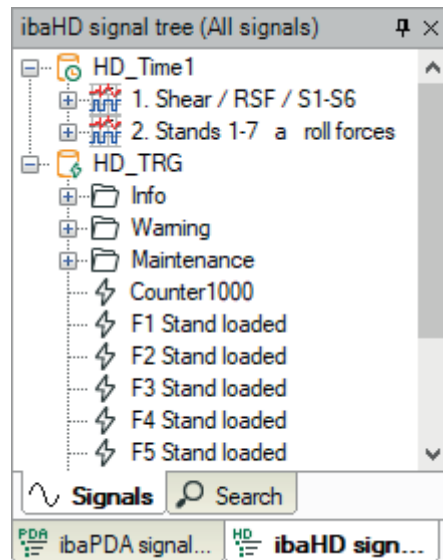 ibaHD signal tree (All signals)
HD_Time1
1. Shear / RSF / S1-S6
2. Stands 1-7 a roll forces
HD_TRG
Info
Warning
Maintenance
Counter1000
F1 Stand loaded
F2 Stand loaded
F3 Stand loaded
F4 Stand loaded
F5 Stand loaded
Signals Search
PDA ibaPDA signal... HD ibaHD sign...